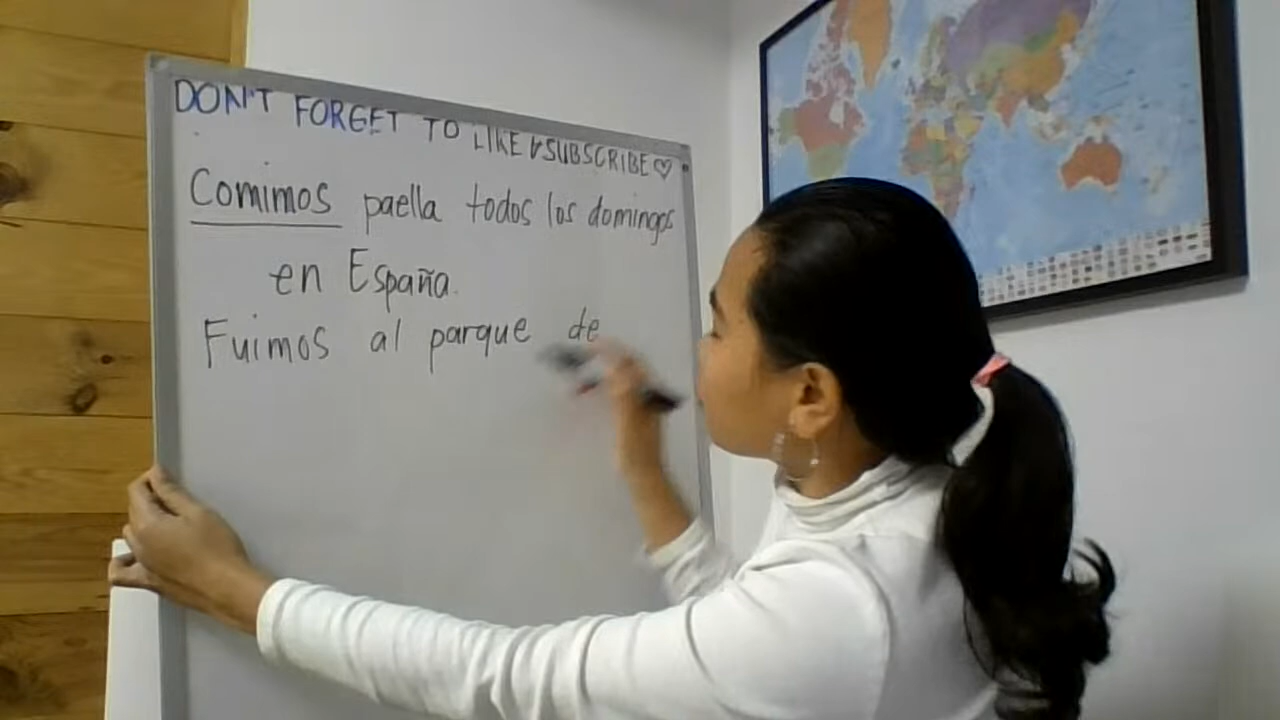 DON'T FORGET TO LIKE & SUBSCRIBE ♡
Comimos paella todos los domingos
en España.
Fuimos al parque de